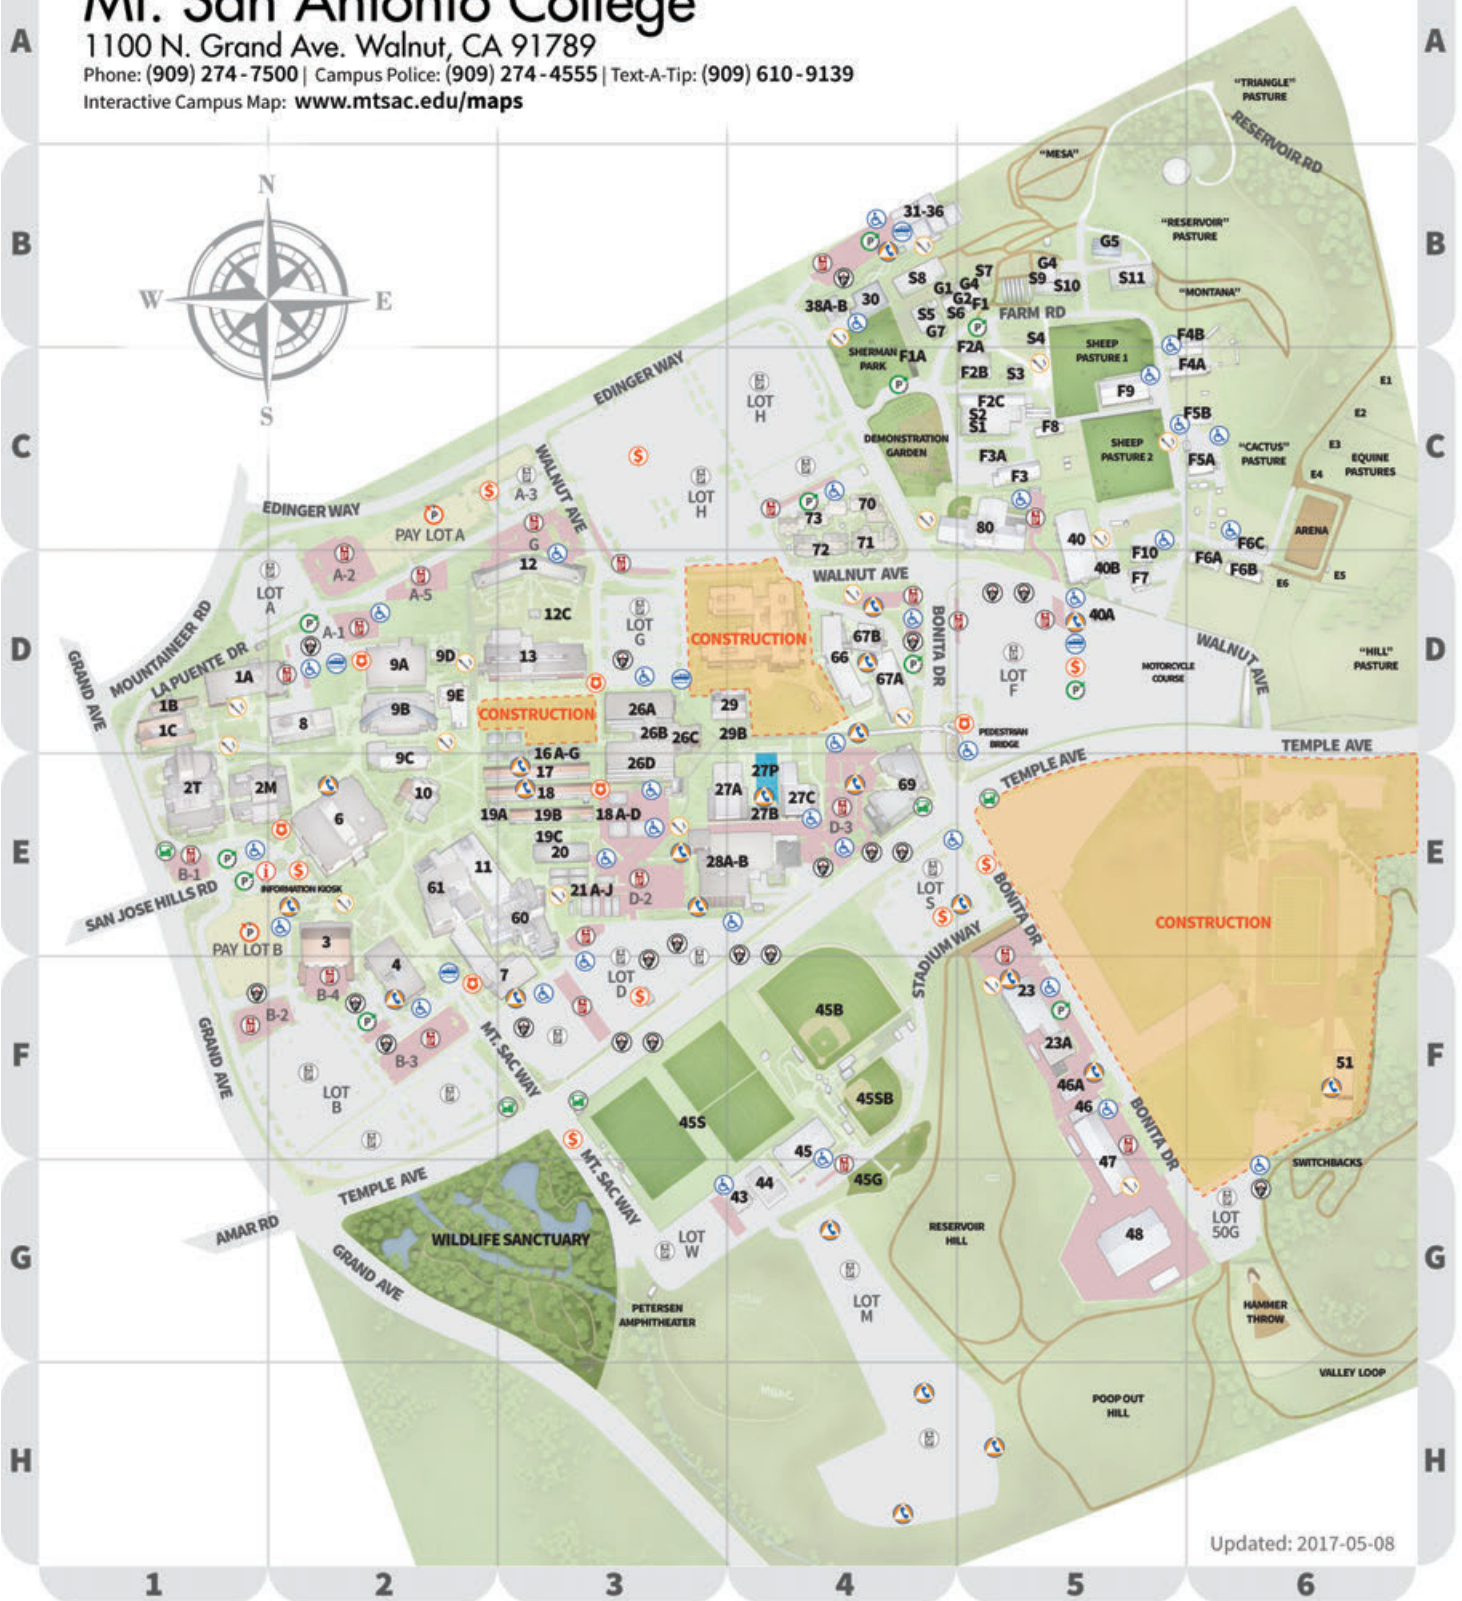 Mt. San Antonio College
1100 N. Grand Ave. Walnut, CA 91789
Phone: (909) 274-7500 | Campus Police: (909) 274-4555 | Text-A-Tip: (909) 610-9139
Interactive Campus Map: www.mtsac.edu/maps
A
A
"TRIANGLE"
PASTURE
RESERVOIR RD
"MESA"
B
B
N
W
E
S
31-36
"RESERVOIR"
PASTURE
G5
S8
S7
G4
S9
S10
S11
G1
G4
G2
F1
"MONTANA"
38A-B
30
S5
S6
G7
FARM RD
SHERMAN
PARK
F1A
F2A
S4
SHEEP
PASTURE 1
F4B
F4A
F2B
S3
F9
E1
EDINGER WAY
LOT
H
F2C
S2
S1
F8
F5B
E2
C
C
DEMONSTRATION
GARDEN
F3A
F3
SHEEP
PASTURE 2
F5A
"CACTUS"
PASTURE
E3
E4
EQUINE
PASTURES
WALNUT AVE
A-3
LOT
H
EDINGER WAY
PAY LOT A
G
73
70
72
71
80
40
40B
F10
F7
F6A
F6C
F6B
ARENA
E6
E5
A-2
A-5
LOT
A
12
12C
WALNUT AVE
D
D
MOUNTAINEER RD
LA PUENTE DR
GRAND AVE
A-1
LOT
G
CONSTRUCTION
67B
66
67A
BONITA DR
40A
LOT
F
MOTORCYCLE
COURSE
WALNUT AVE
"HILL"
PASTURE
1A
1B
1C
9A
9D
9E
9B
8
13
CONSTRUCTION
26A
26B
26C
29
29B
PEDESTRIAN
BRIDGE
TEMPLE AVE
TEMPLE AVE
9C
16 A-G
17
18
26D
27P
27A
27C
27B
69
2T
2M
6
10
19A
19B
18 A-D
19C
D-3
E
E
20
11
28A-B
B-1
SAN JOSE HILLS RD
INFORMATION KIOSK
61
60
21 A-J
D-2
LOT
S
BONITA DR
CONSTRUCTION
PAY LOT B
3
4
7
LOT
D
STADIUM WAY
B-4
B-2
B-3
45B
23
23A
F
F
GRAND AVE
LOT
B
MT. SAC WAY
45S
45SB
46A
46
51
BONITA DR
45
47
SWITCHBACKS
TEMPLE AVE
MT. SAC WAY
43
44
45G
AMAR RD
WILDLIFE SANCTUARY
LOT
W
RESERVOIR
HILL
48
LOT
50G
G
G
GRAND AVE
PETERSEN
AMPHITHEATER
LOT
M
HAMMER
THROW
VALLEY LOOP
POOP OUT
HILL
H
H
Updated: 2017-05-08
1
2
3
4
5
6